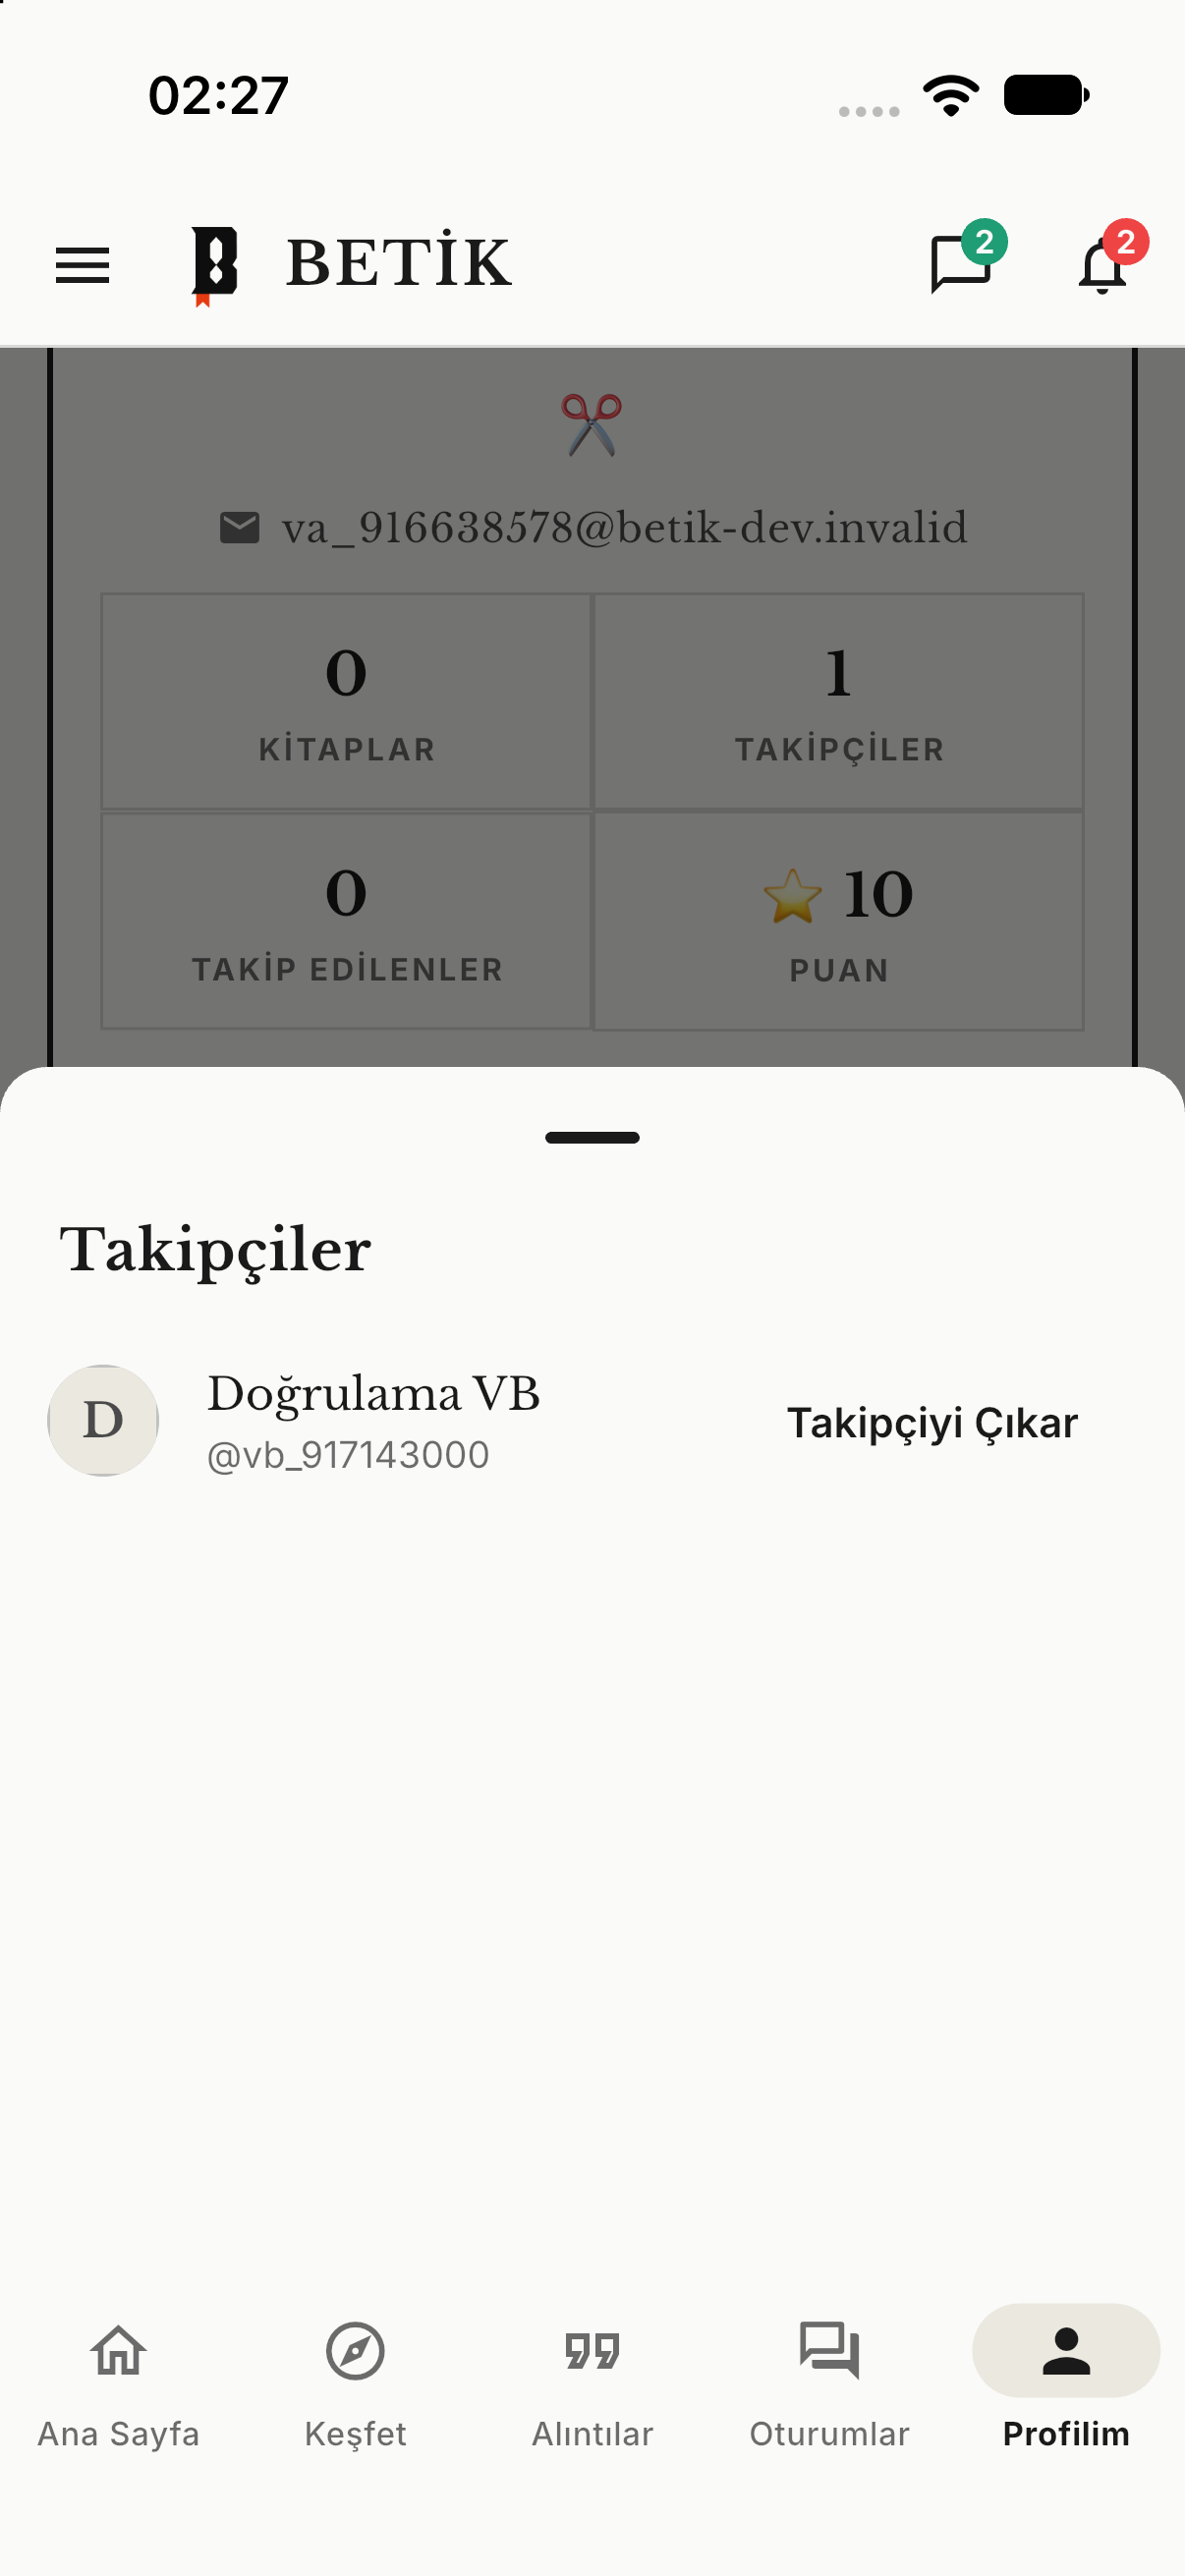 02:27
BETİK
2
2
va_916638578@betik-dev.invalid
0
1
KİTAPLAR
TAKİPÇİLER
0
10
TAKİP EDİLENLER
PUAN
Takipçiler
D
Doğrulama VB
@vb_917143000
Takipçiyi Çıkar
Ana Sayfa
Keşfet
Alıntılar
Oturumlar
Profilim